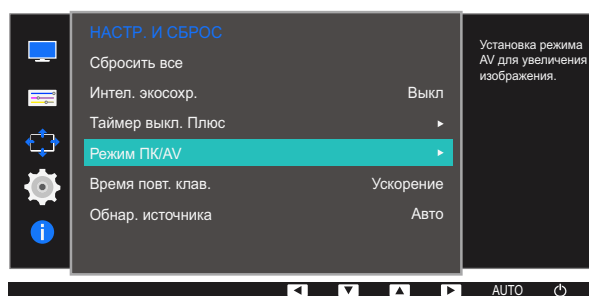 НАСТР. И СБРОС
Сбросить все
Интел. экосохр. Выкл
Таймер выкл. Плюс
Режим ПК/AV
Время повт. клав. Ускорение
Обнар. источника Авто
Установка режима
AV для увеличения
изображения.
AUTO